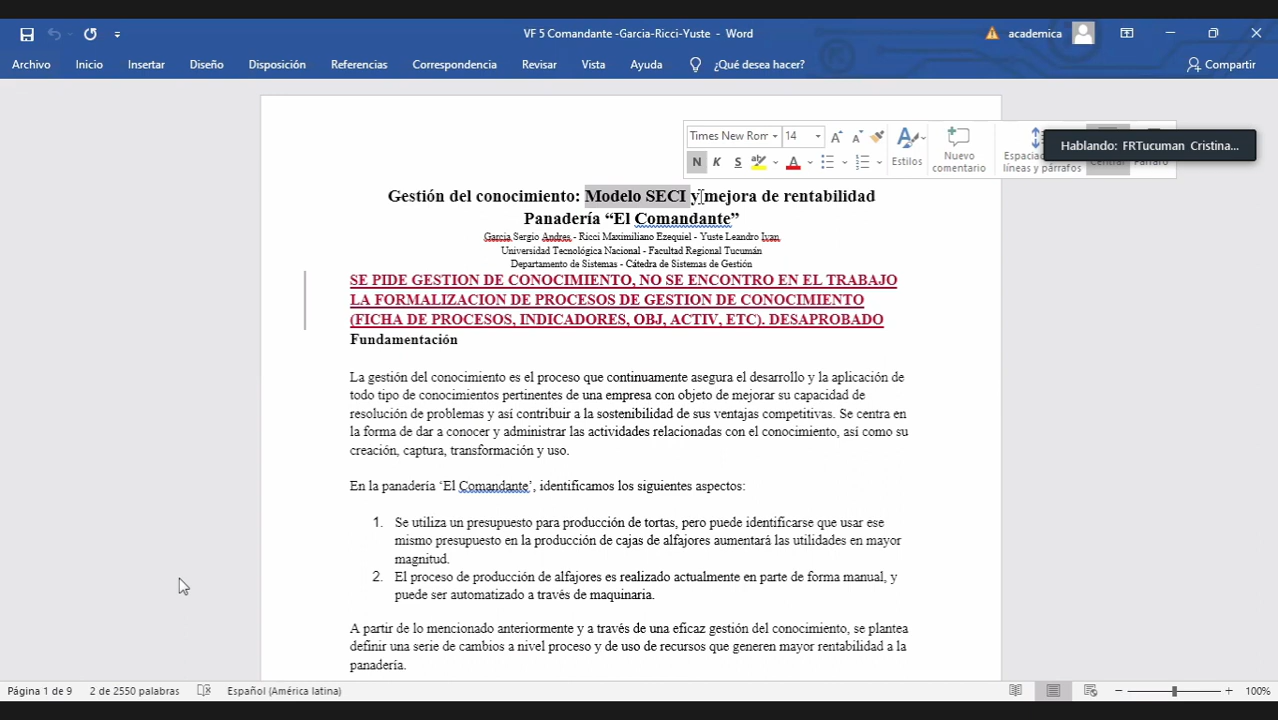 VF 5 Comandante -Garcia-Ricci-Yuste - Word
academica
Archivo Inicio Insertar Diseño Disposición Referencias Correspondencia Revisar Vista Ayuda ¿Qué desea hacer? Compartir
Times New Rom 14
N K S Estilos Nuevo comentario
líneas y párrafos
Hablando: FRTucuman Cristina...
Gestión del conocimiento: Modelo SECI y mejora de rentabilidad
Panadería “El Comandante”
Garcia Sergio Andres - Ricci Maximiliano Ezequiel - Yuste Leandro Ivan
Universidad Tecnológica Nacional - Facultad Regional Tucumán
Departamento de Sistemas - Cátedra de Sistemas de Gestión
SE PIDE GESTION DE CONOCIMIENTO, NO SE ENCONTRO EN EL TRABAJO
LA FORMALIZACION DE PROCESOS DE GESTION DE CONOCIMIENTO
(FICHA DE PROCESOS, INDICADORES, OBJ, ACTIV, ETC). DESAPROBADO
Fundamentación
La gestión del conocimiento es el proceso que continuamente asegura el desarrollo y la aplicación de
todo tipo de conocimientos pertinentes de una empresa con objeto de mejorar su capacidad de
resolución de problemas y así contribuir a la sostenibilidad de sus ventajas competitivas. Se centra en
la forma de dar a conocer y administrar las actividades relacionadas con el conocimiento, así como su
creación, captura, transformación y uso.
En la panadería ‘El Comandante’, identificamos los siguientes aspectos:
1. Se utiliza un presupuesto para producción de tortas, pero puede identificarse que usar ese
mismo presupuesto en la producción de cajas de alfajores aumentará las utilidades en mayor
magnitud.
2. El proceso de producción de alfajores es realizado actualmente en parte de forma manual, y
puede ser automatizado a través de maquinaria.
A partir de lo mencionado anteriormente y a través de una eficaz gestión del conocimiento, se plantea
definir una serie de cambios a nivel proceso y de uso de recursos que generen mayor rentabilidad a la
panadería.
Página 1 de 9 2 de 2550 palabras Español (América latina) 100%